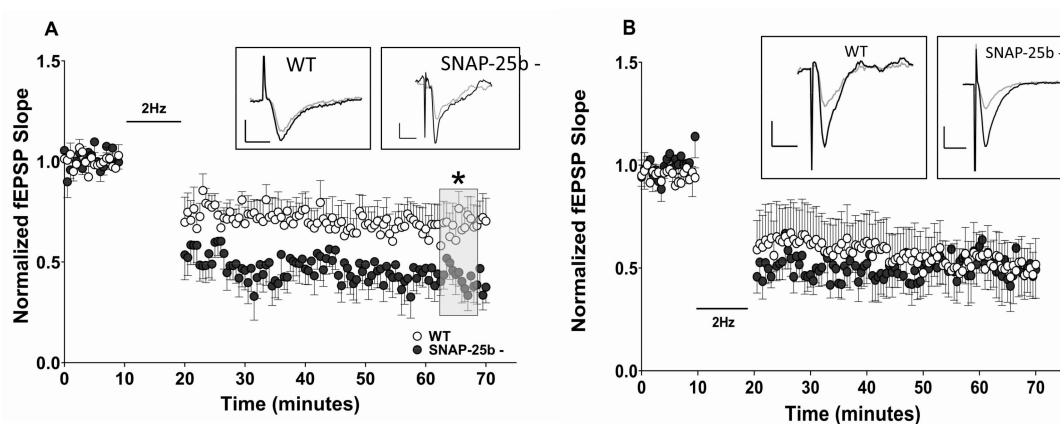 A
1.5
1.0
0.5
0.0
Normalized fEPSP Slope
2Hz
WT
SNAP-25b -
*
WT
SNAP-25b -
0 10 20 30 40 50 60 70
Time (minutes)
B
1.5
1.0
0.5
0.0
Normalized fEPSP Slope
WT
SNAP-25b -
2Hz
0 10 20 30 40 50 60 70
Time (minutes)